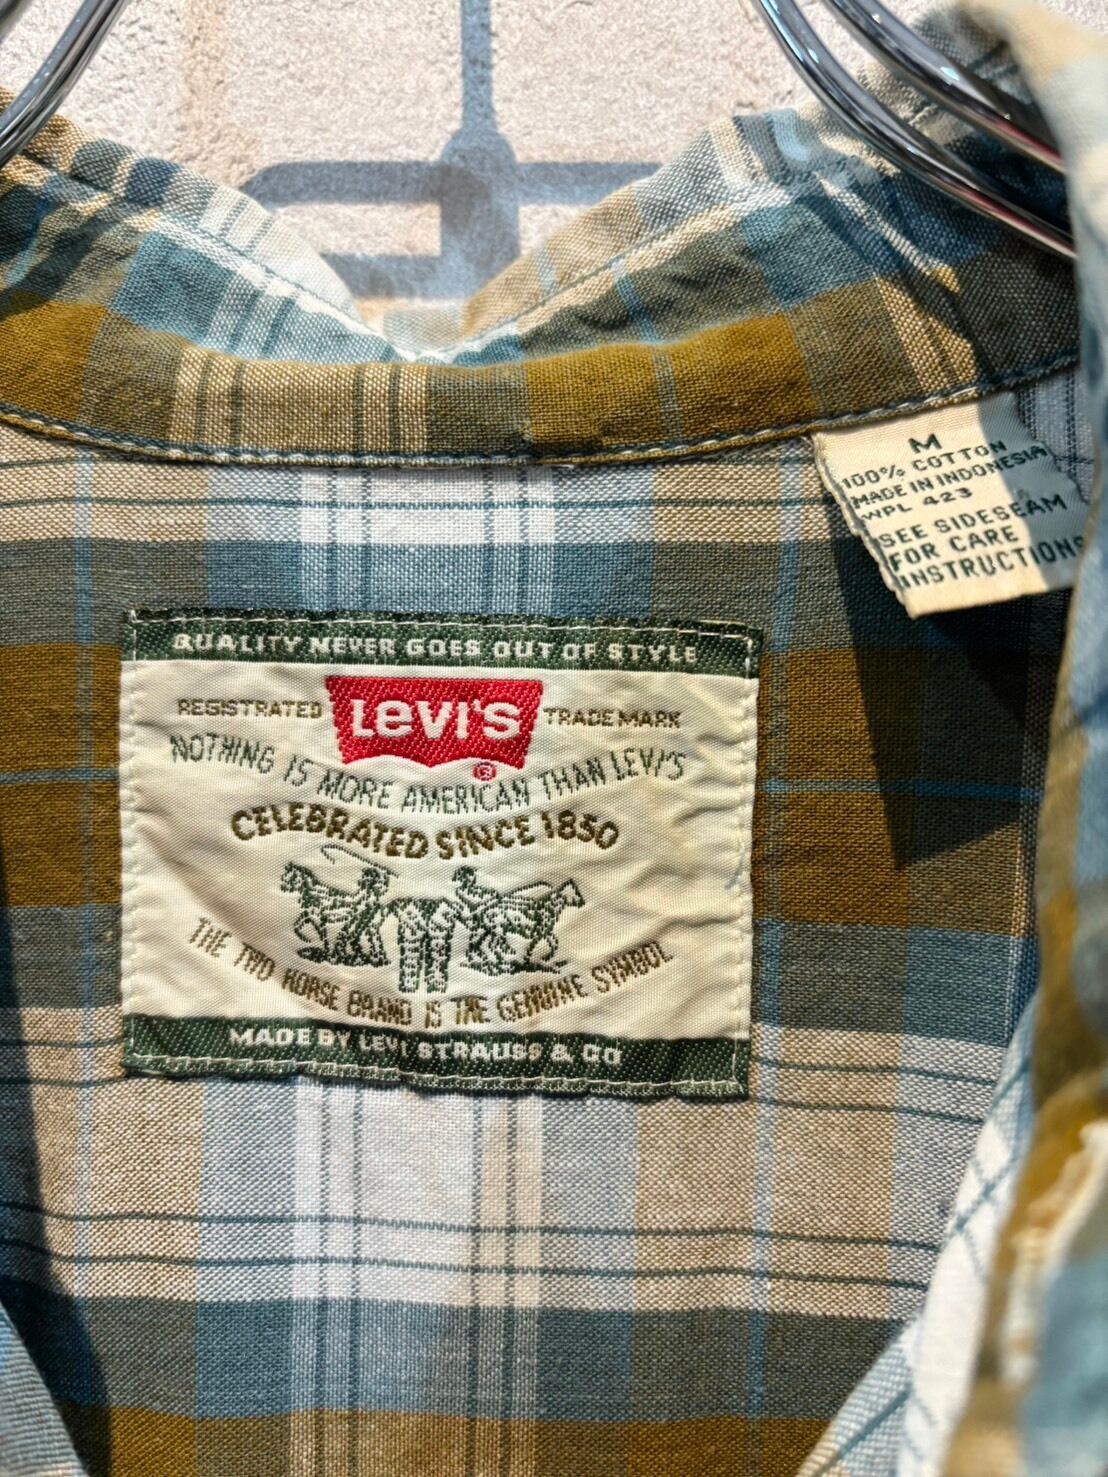 M
100% COTTON
MADE IN INDONESIA
WPL 423
SEE SIDESEAM
FOR CARE
INSTRUCTIONS
QUALITY NEVER GOES OUT OF STYLE
REGISTRATED Levi's TRADEMARK
®
NOTHING IS MORE AMERICAN THAN LEVI'S
CELEBRATED SINCE 1850
THE TWO HORSE BRAND IS THE GENUINE SYMBOL
MADE BY LEVI STRAUSS & CO